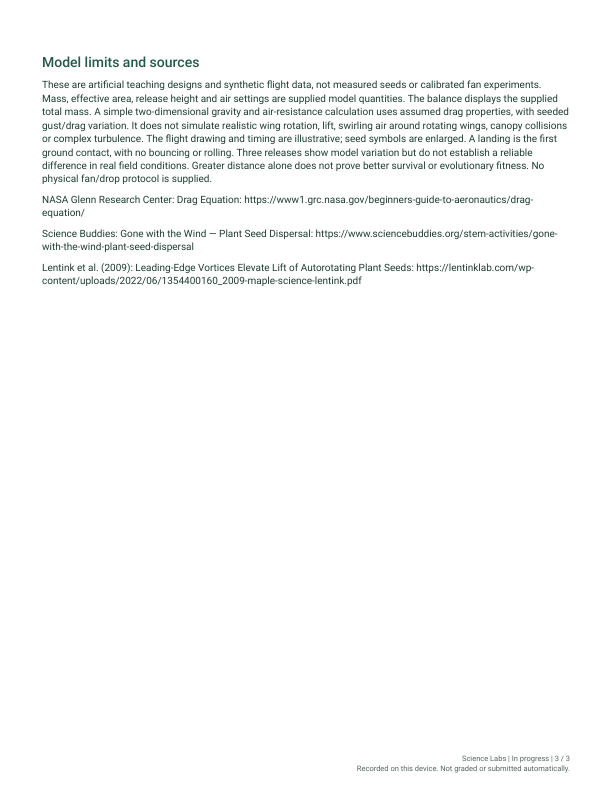 Model limits and sources
These are artificial teaching designs and synthetic flight data, not measured seeds or calibrated fan experiments.
Mass, effective area, release height and air settings are supplied model quantities. The balance displays the supplied
total mass. A simple two-dimensional gravity and air-resistance calculation uses assumed drag properties, with seeded
gust/drag variation. It does not simulate realistic wing rotation, lift, swirling air around rotating wings, canopy collisions
or complex turbulence. The flight drawing and timing are illustrative; seed symbols are enlarged. A landing is the first
ground contact, with no bouncing or rolling. Three releases show model variation but do not establish a reliable
difference in real field conditions. Greater distance alone does not prove better survival or evolutionary fitness. No
physical fan/drop protocol is supplied.
NASA Glenn Research Center: Drag Equation: https://www1.grc.nasa.gov/beginners-guide-to-aeronautics/drag-
equation/
Science Buddies: Gone with the Wind — Plant Seed Dispersal: https://www.sciencebuddies.org/stem-activities/gone-
with-the-wind-plant-seed-dispersal
Lentink et al. (2009): Leading-Edge Vortices Elevate Lift of Autorotating Plant Seeds: https://lentinklab.com/wp-
content/uploads/2022/06/1354400160_2009-maple-science-lentink.pdf
Science Labs | In progress | 3 / 3
Recorded on this device. Not graded or submitted automatically.